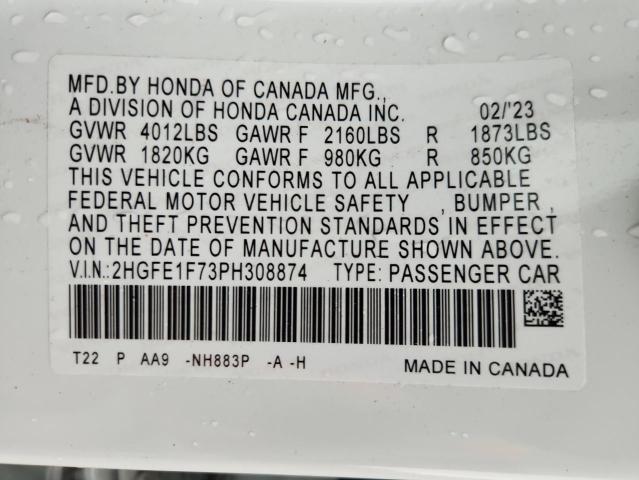 MFD.BY HONDA OF CANADA MFG.,
A DIVISION OF HONDA CANADA INC. 02/'23
GVWR 4012LBS GAWR F 2160LBS R 1873LBS
GVWR 1820KG GAWR F 980KG R 850KG
THIS VEHICLE CONFORMS TO ALL APPLICABLE
FEDERAL MOTOR VEHICLE SAFETY , BUMPER ,
AND THEFT PREVENTION STANDARDS IN EFFECT
ON THE DATE OF MANUFACTURE SHOWN ABOVE.
V.I.N.:2HGFE1F73PH308874 TYPE: PASSENGER CAR
T22 P AA9 -NH883P -A -H MADE IN CANADA